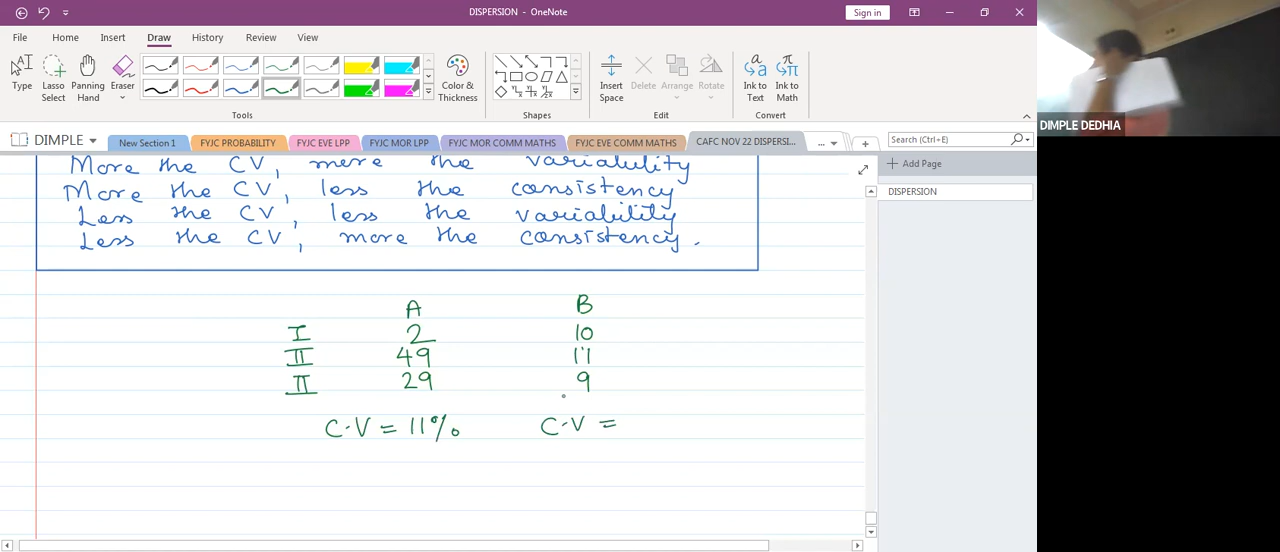 DISPERSION - OneNote
Sign in
File Home Insert Draw History Review View
Type
Lasso Select
Panning Hand
Eraser
Color & Thickness
Insert Space
Delete
Arrange
Rotate
Ink to Text
Ink to Math
Tools
Shapes
Edit
Convert
DIMPLE DEDHIA
DIMPLE
New Section 1
FYJC PROBABILITY
FYJC EVE LPP
FYJC MOR LPP
FYJC MOR COMM MATHS
FYJC EVE COMM MATHS
CAFC NOV 22 DISPERSI...
...
Search (Ctrl+E)
Add Page
DISPERSION
More the CV, more the variability
More the CV, less the consistency
Less the CV, less the variability
Less the CV, more the consistency.
A B
I 2 10
II 49 11
II 29 9
C·V = 11% C·V =